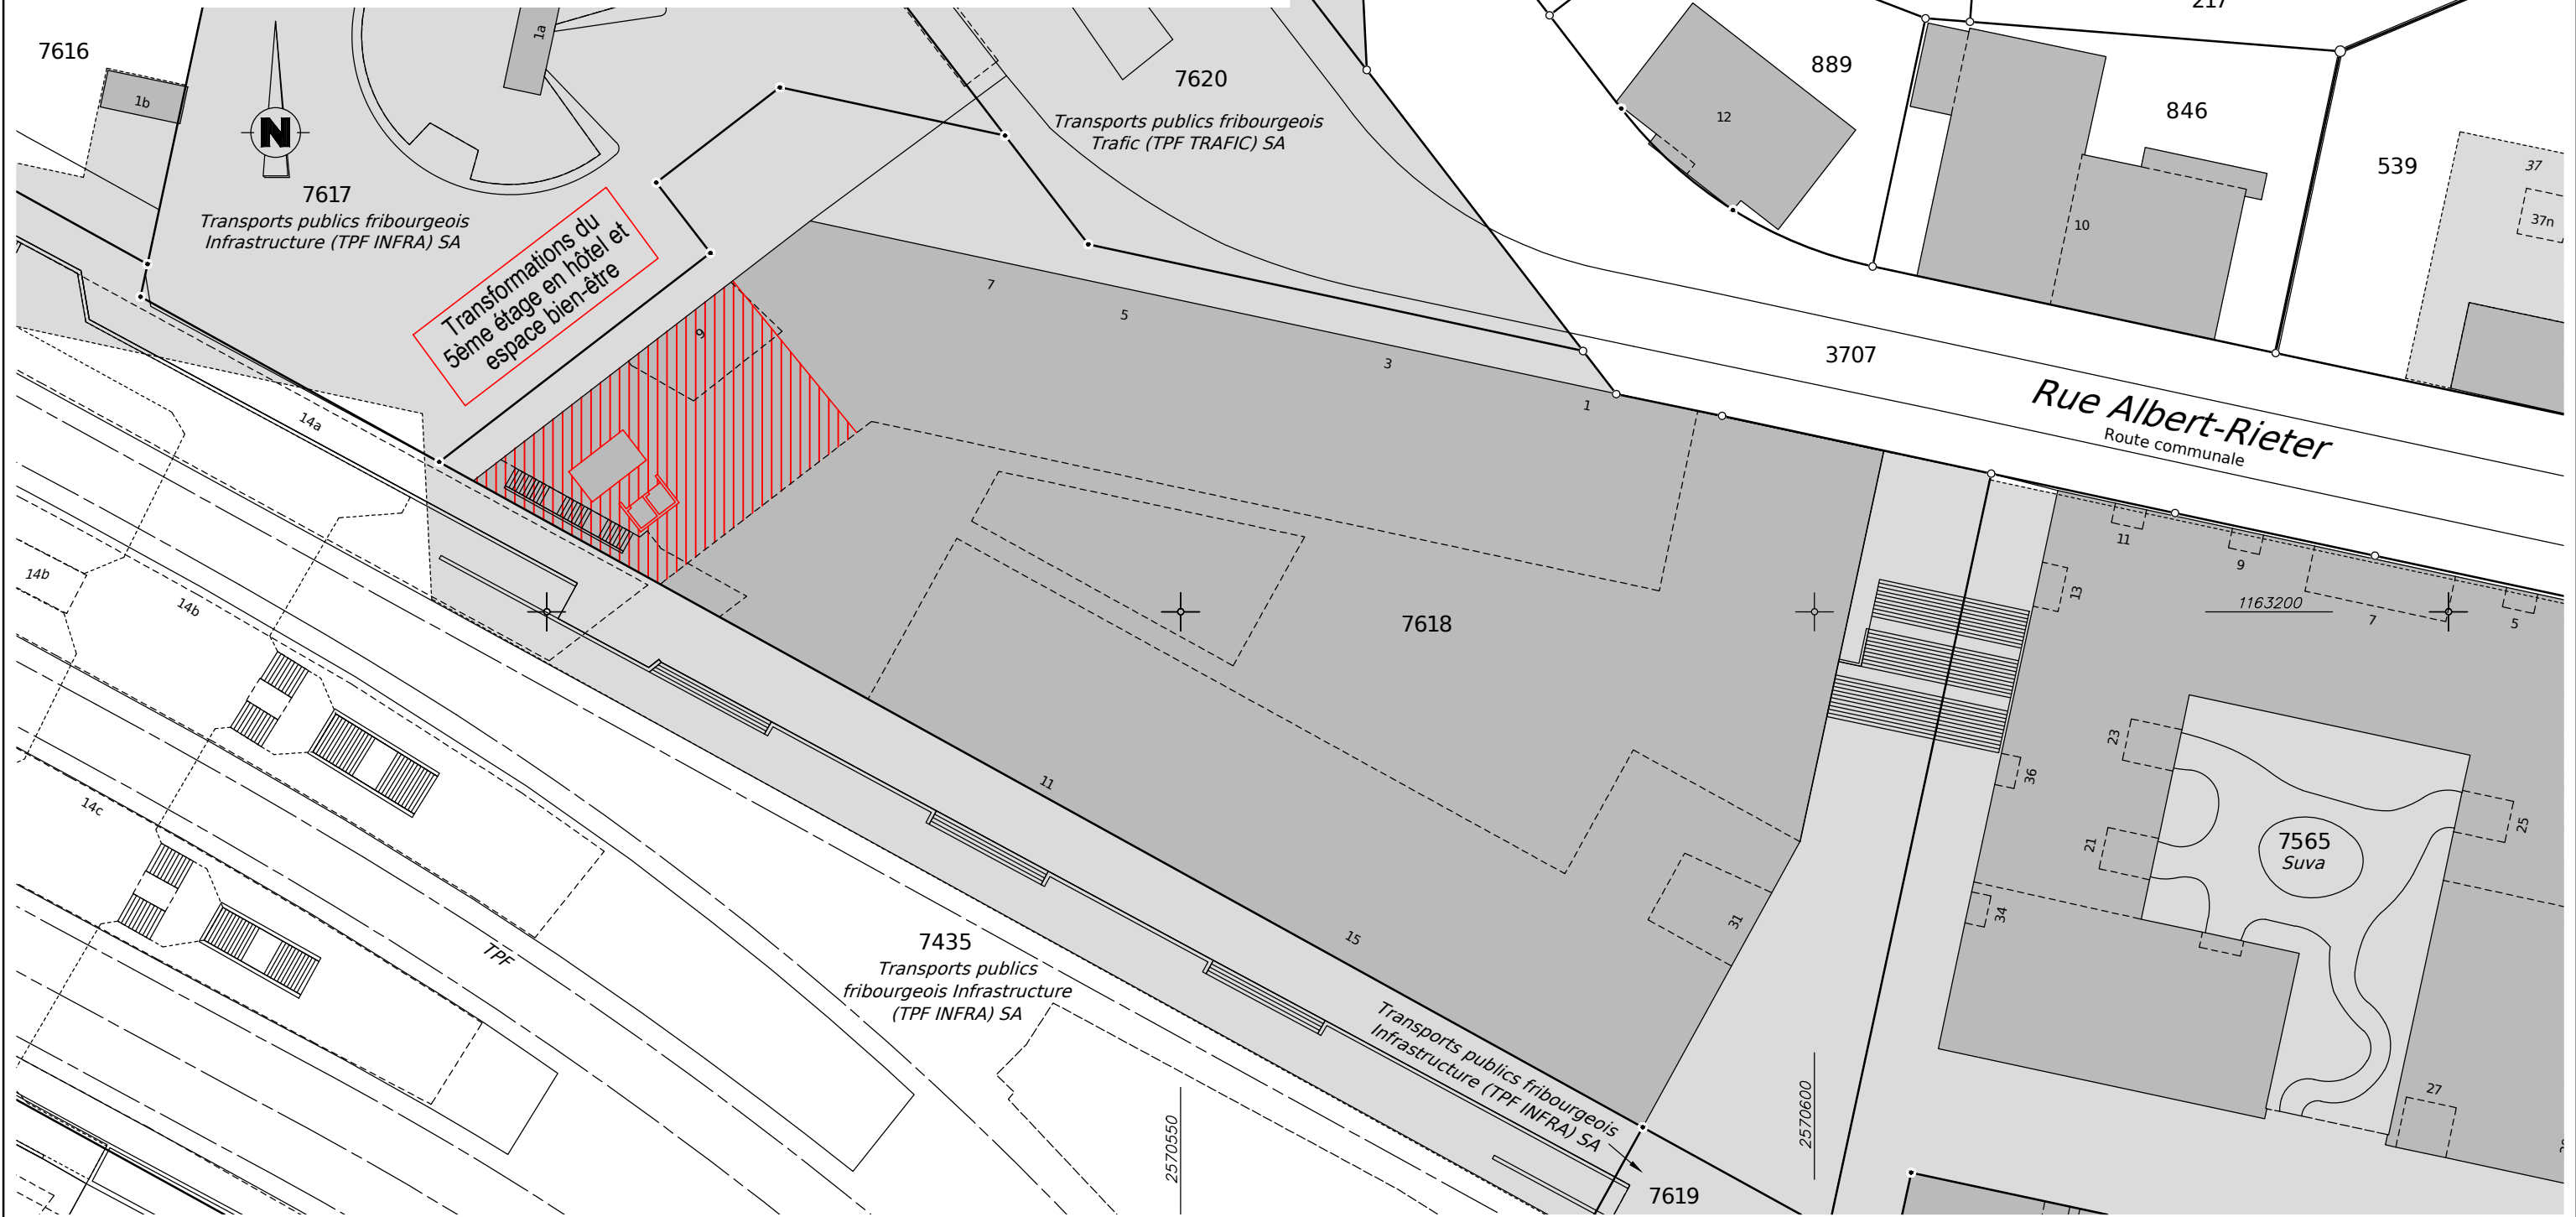 217
7616
1a
889
7620
846
1b
12
Transports publics fribourgeois
Trafic (TPF TRAFIC) SA
N
539
37
7617
Transports publics fribourgeois
Infrastructure (TPF INFRA) SA
37n
10
Transformations du
5ème étage en hôtel et
espace bien-être
9
7
5
3
1
3707
Rue Albert-Rieter
Route communale
14a
11
9
13
7
5
1163200
14b
14b
7618
23
36
25
14c
11
21
7565
Suva
34
31
15
TPF
7435
Transports publics
fribourgeois Infrastructure
(TPF INFRA) SA
Transports publics fribourgeois
Infrastructure (TPF INFRA) SA
27
2570550
2570600
7619